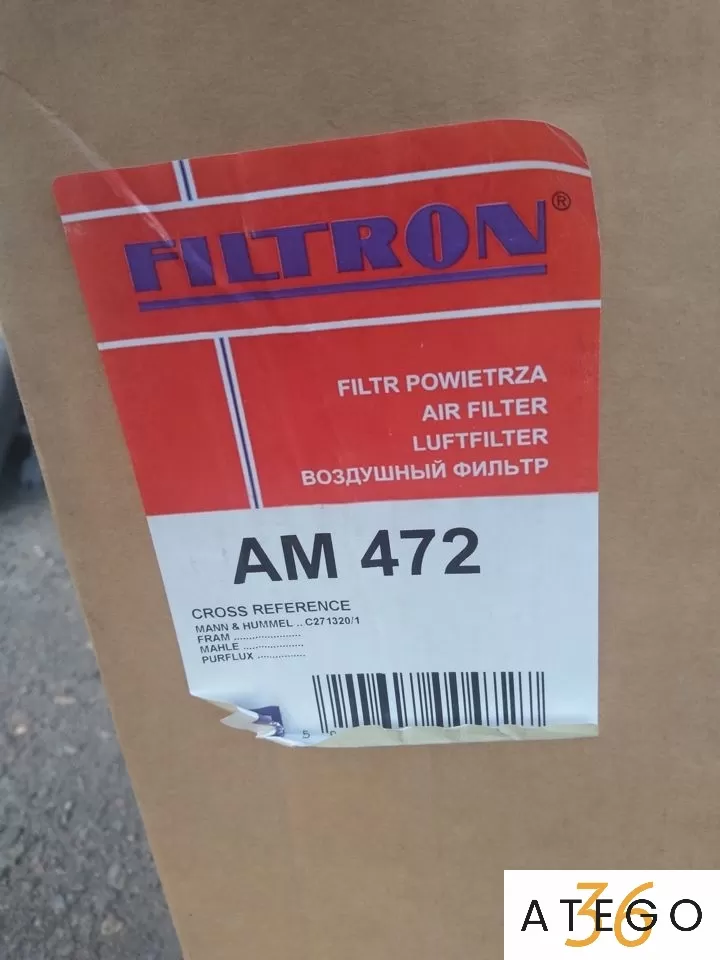 FILTRON®
FILTR POWIETRZA
AIR FILTER
LUFTFILTER
ВОЗДУШНЫЙ ФИЛЬТР
AM 472
CROSS REFERENCE
MANN & HUMMEL .. C271320/1
FRAM .....................
MAHLE ..................
PURFLUX ...............
5
ATEGO
36